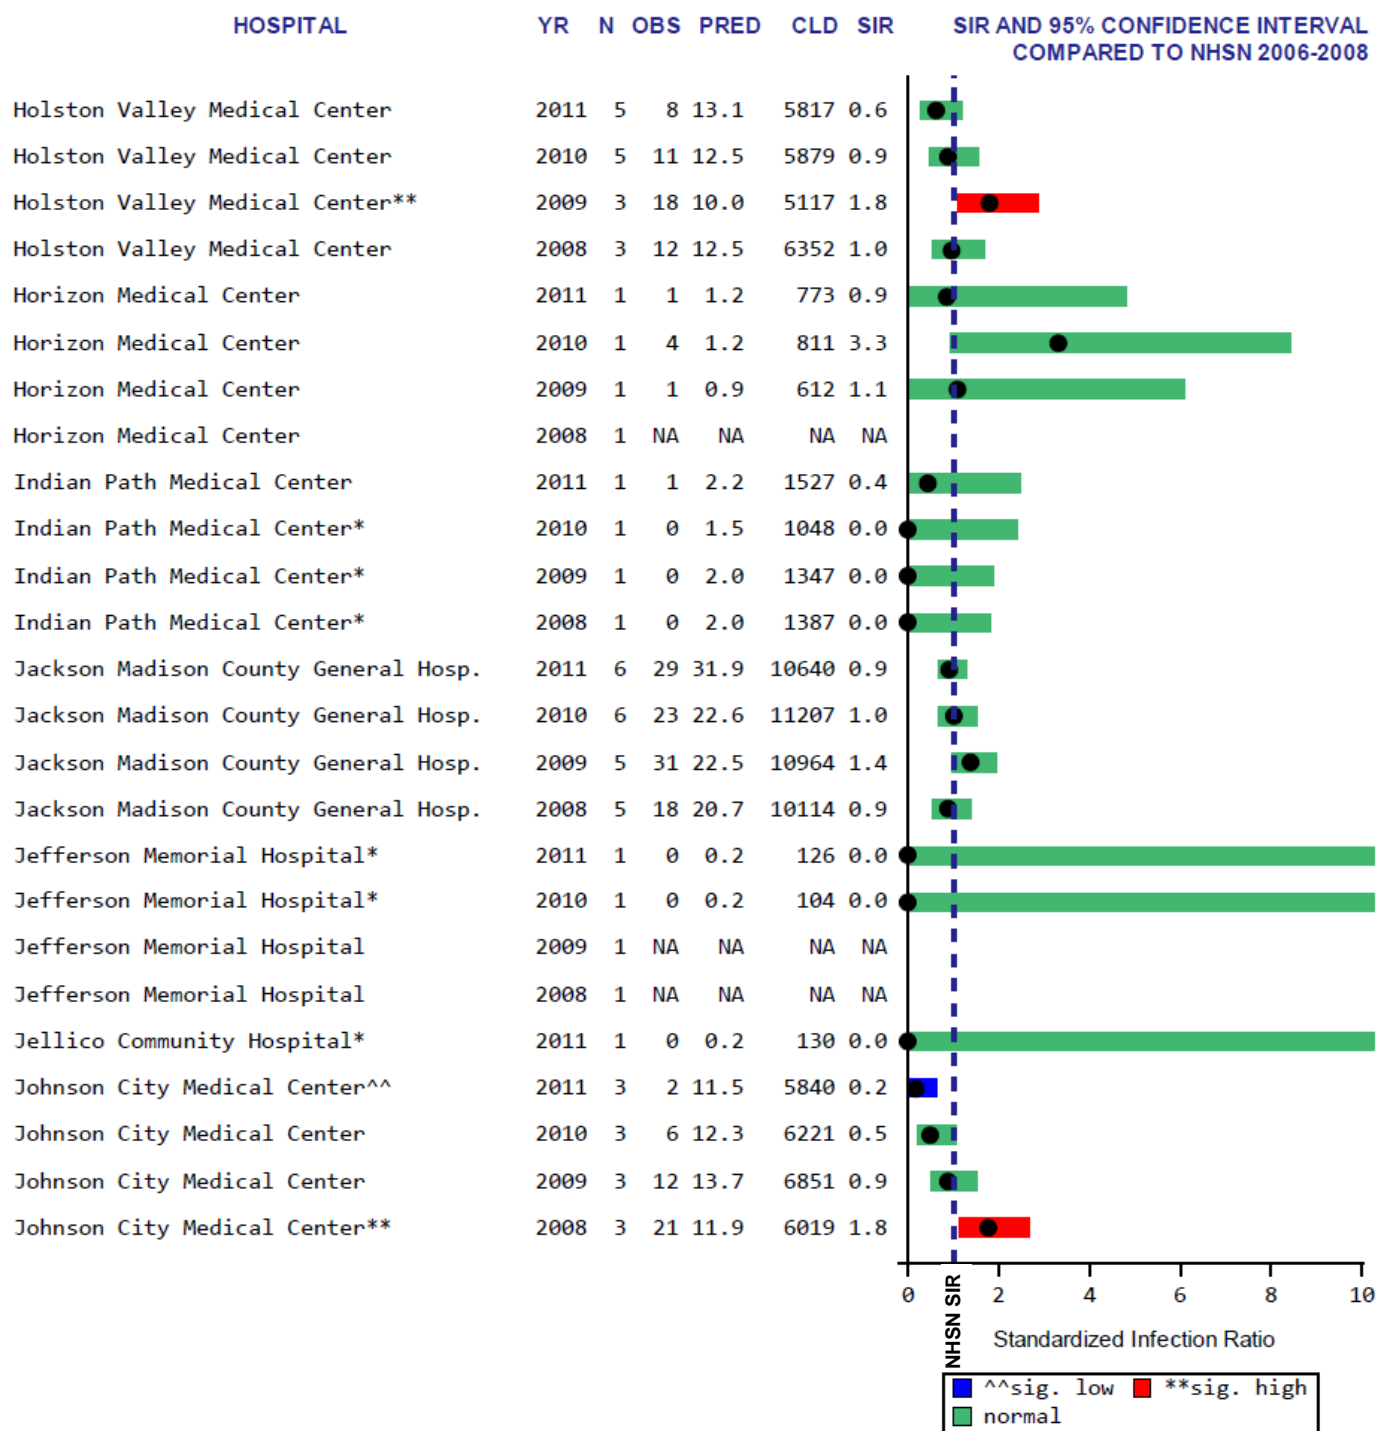 HOSPITAL YR N OBS PRED CLD SIR SIR AND 95% CONFIDENCE INTERVAL
COMPARED TO NHSN 2006-2008
Holston Valley Medical Center 2011 5 8 13.1 5817 0.6
Holston Valley Medical Center 2010 5 11 12.5 5879 0.9
Holston Valley Medical Center** 2009 3 18 10.0 5117 1.8
Holston Valley Medical Center 2008 3 12 12.5 6352 1.0
Horizon Medical Center 2011 1 1 1.2 773 0.9
Horizon Medical Center 2010 1 4 1.2 811 3.3
Horizon Medical Center 2009 1 1 0.9 612 1.1
Horizon Medical Center 2008 1 NA NA NA NA
Indian Path Medical Center 2011 1 1 2.2 1527 0.4
Indian Path Medical Center* 2010 1 0 1.5 1048 0.0
Indian Path Medical Center* 2009 1 0 2.0 1347 0.0
Indian Path Medical Center* 2008 1 0 2.0 1387 0.0
Jackson Madison County General Hosp. 2011 6 29 31.9 10640 0.9
Jackson Madison County General Hosp. 2010 6 23 22.6 11207 1.0
Jackson Madison County General Hosp. 2009 5 31 22.5 10964 1.4
Jackson Madison County General Hosp. 2008 5 18 20.7 10114 0.9
Jefferson Memorial Hospital* 2011 1 0 0.2 126 0.0
Jefferson Memorial Hospital* 2010 1 0 0.2 104 0.0
Jefferson Memorial Hospital 2009 1 NA NA NA NA
Jefferson Memorial Hospital 2008 1 NA NA NA NA
Jellico Community Hospital* 2011 1 0 0.2 130 0.0
Johnson City Medical Center^^ 2011 3 2 11.5 5840 0.2
Johnson City Medical Center 2010 3 6 12.3 6221 0.5
Johnson City Medical Center 2009 3 12 13.7 6851 0.9
Johnson City Medical Center** 2008 3 21 11.9 6019 1.8
0 2 4 6 8 10
NHSN SIR
Standardized Infection Ratio
^^sig. low **sig. high
normal